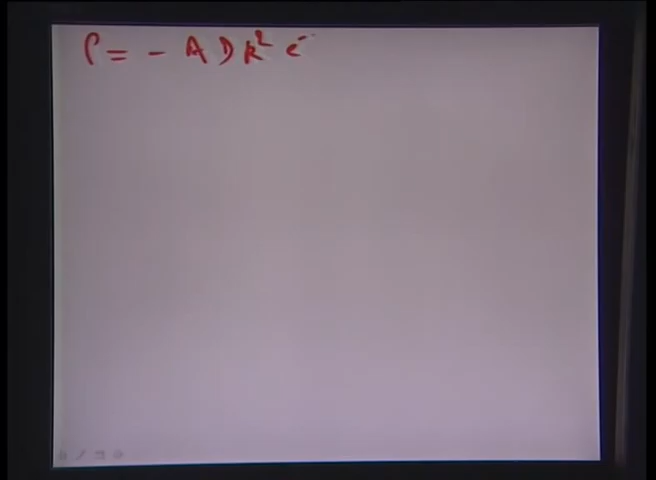 P = - A D k² e⁻